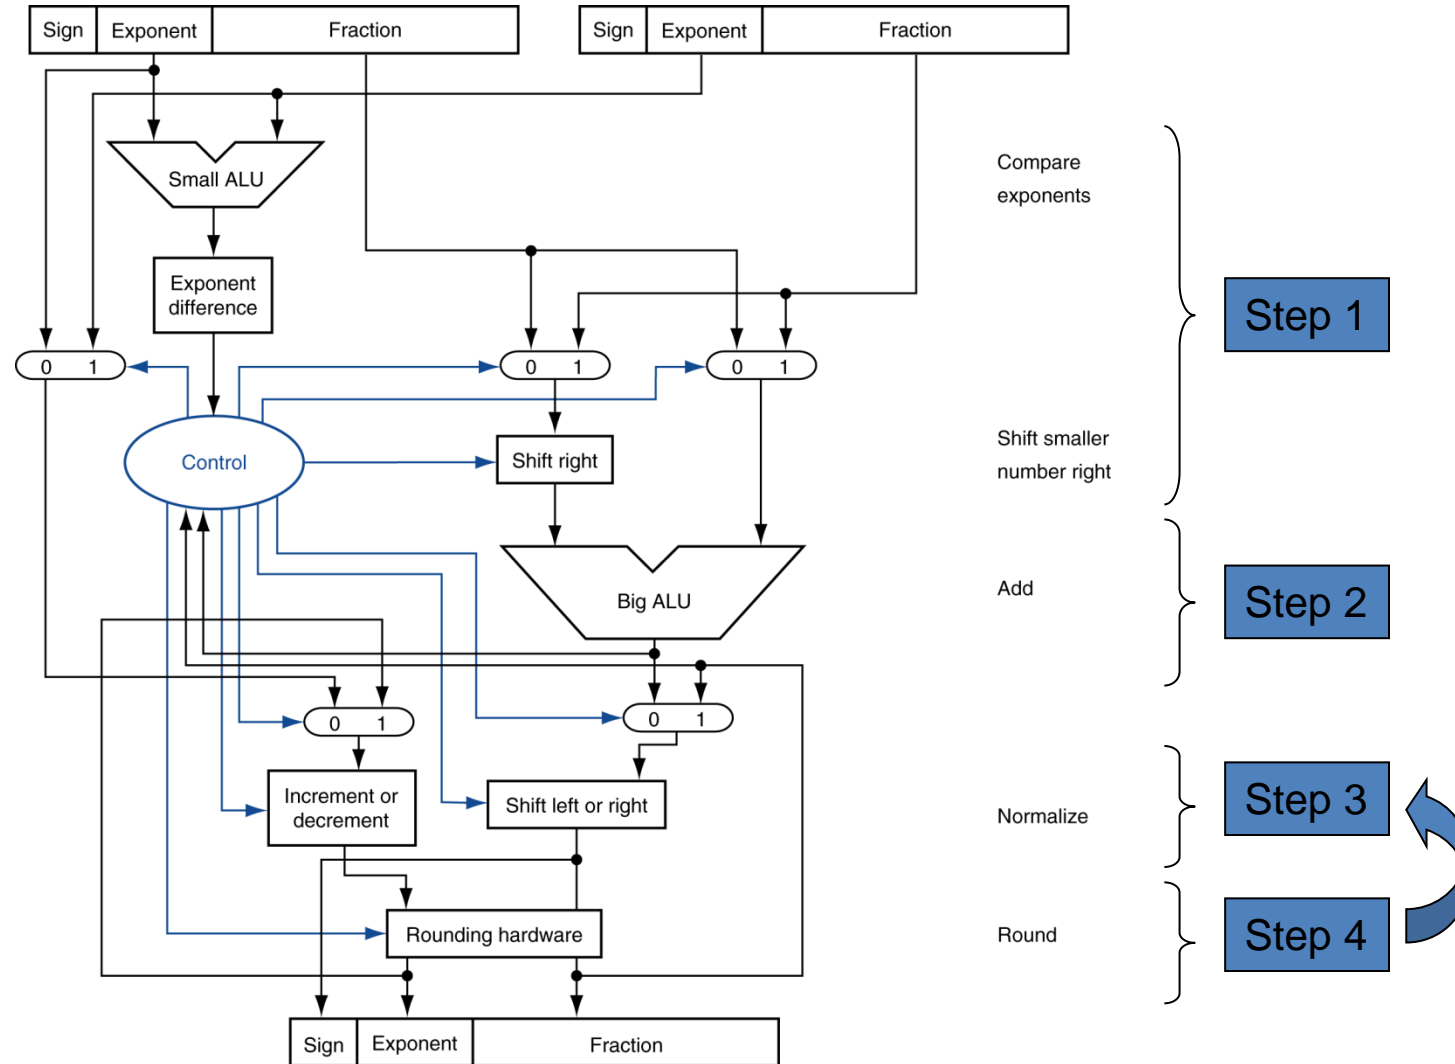 Sign Exponent Fraction
Sign Exponent Fraction
Compare
exponents
Small ALU
Exponent
difference
Step 1
0 1
0 1
0 1
Control
Shift right
Shift smaller
number right
Big ALU
Add
Step 2
0 1
0 1
Increment or
decrement
Shift left or right
Normalize
Step 3
Rounding hardware
Round
Step 4
Sign Exponent Fraction